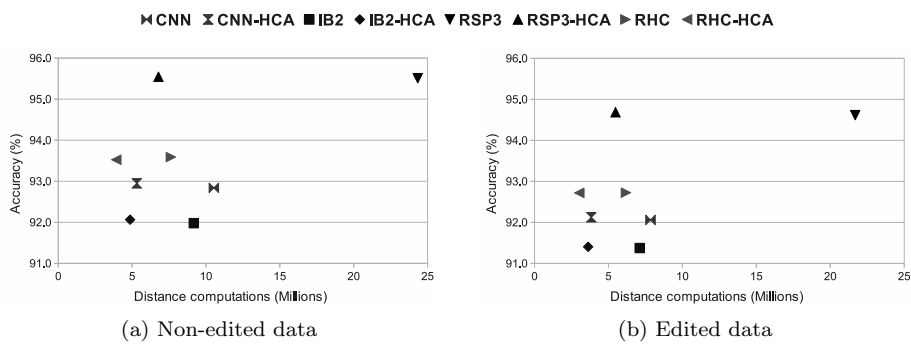 CNN CNN-HCA IB2 IB2-HCA RSP3 RSP3-HCA RHC RHC-HCA
96.0
95.0
94.0
93.0
92.0
91.0
Accuracy (%)
0 5 10 15 20 25
Distance computations (Millions)
(a) Non-edited data
96.0
95.0
94.0
93.0
92.0
91.0
Accuracy (%)
0 5 10 15 20 25
Distance computations (Millions)
(b) Edited data